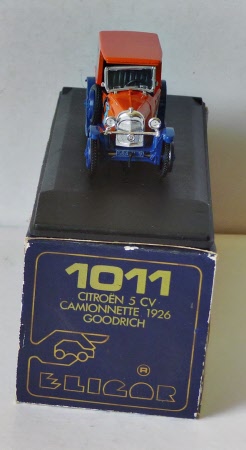 1011
CITROËN 5 CV
CAMIONNETTE 1926
GOODRICH
®
ELIGOR